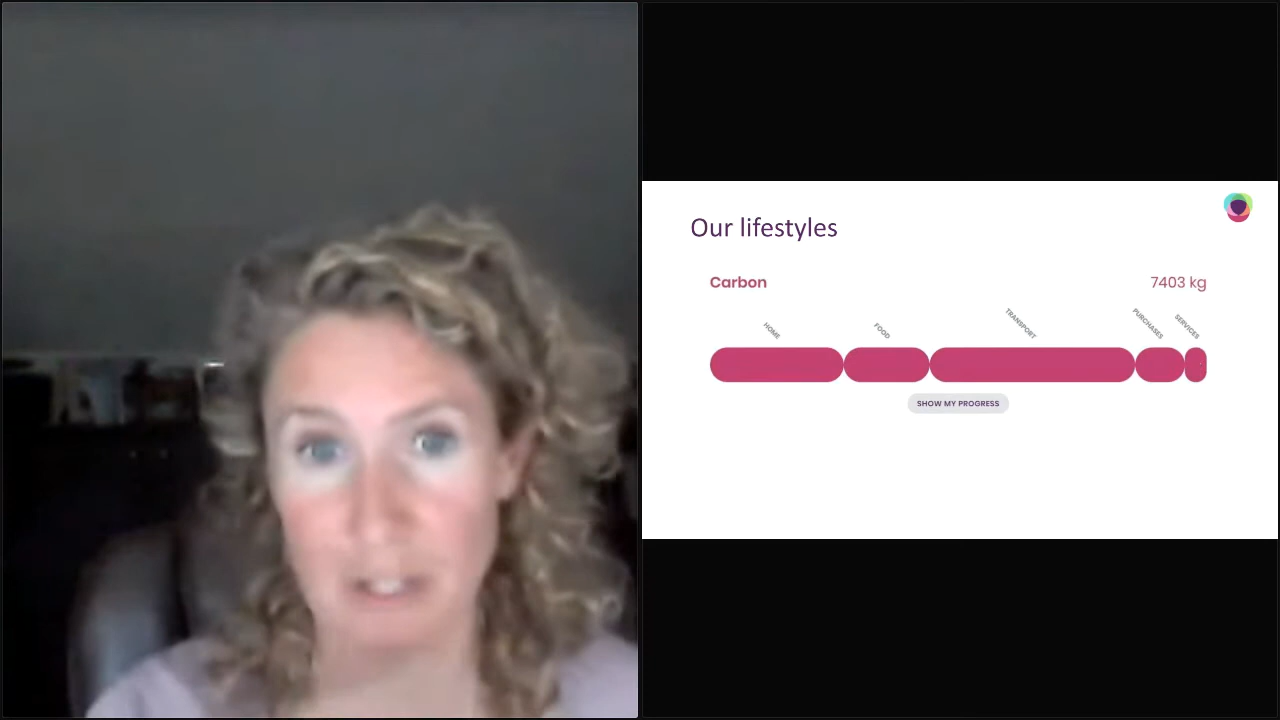 Our lifestyles
Carbon 7403 kg
HOME FOOD TRANSPORT PURCHASES SERVICES
SHOW MY PROGRESS